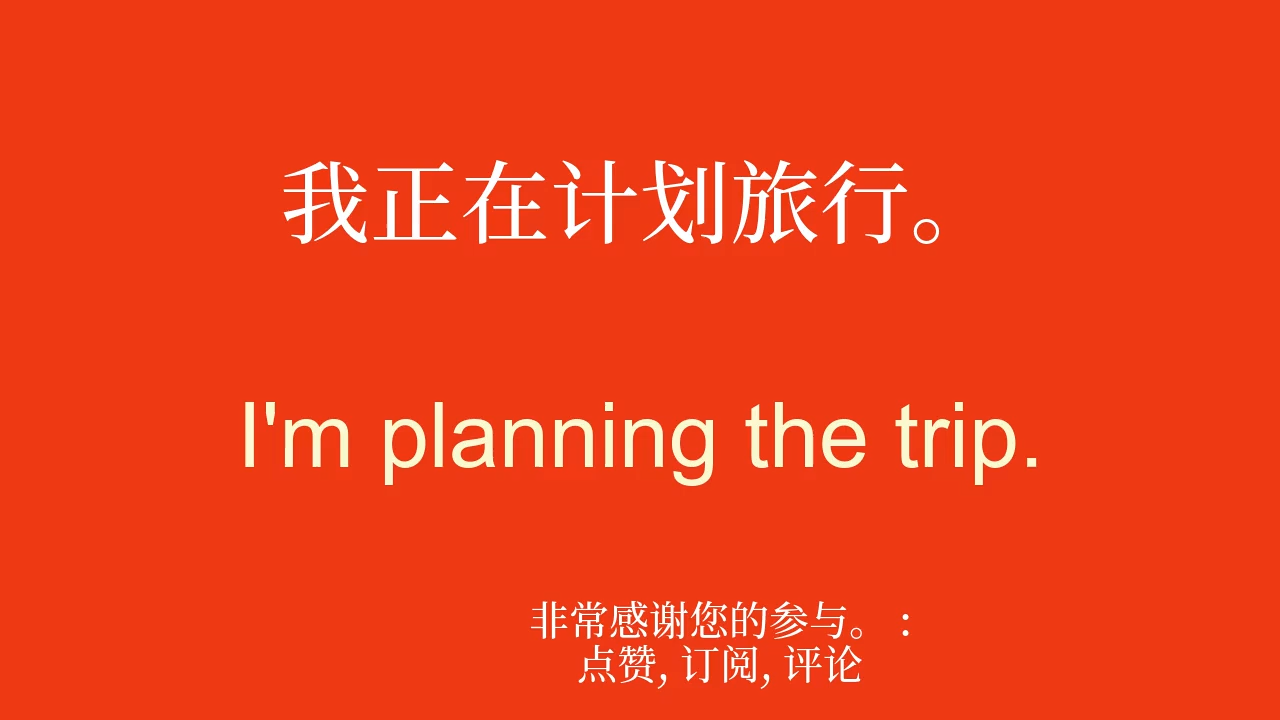 我正在计划旅行。
I'm planning the trip.
非常感谢您的参与。 :
点赞, 订阅, 评论